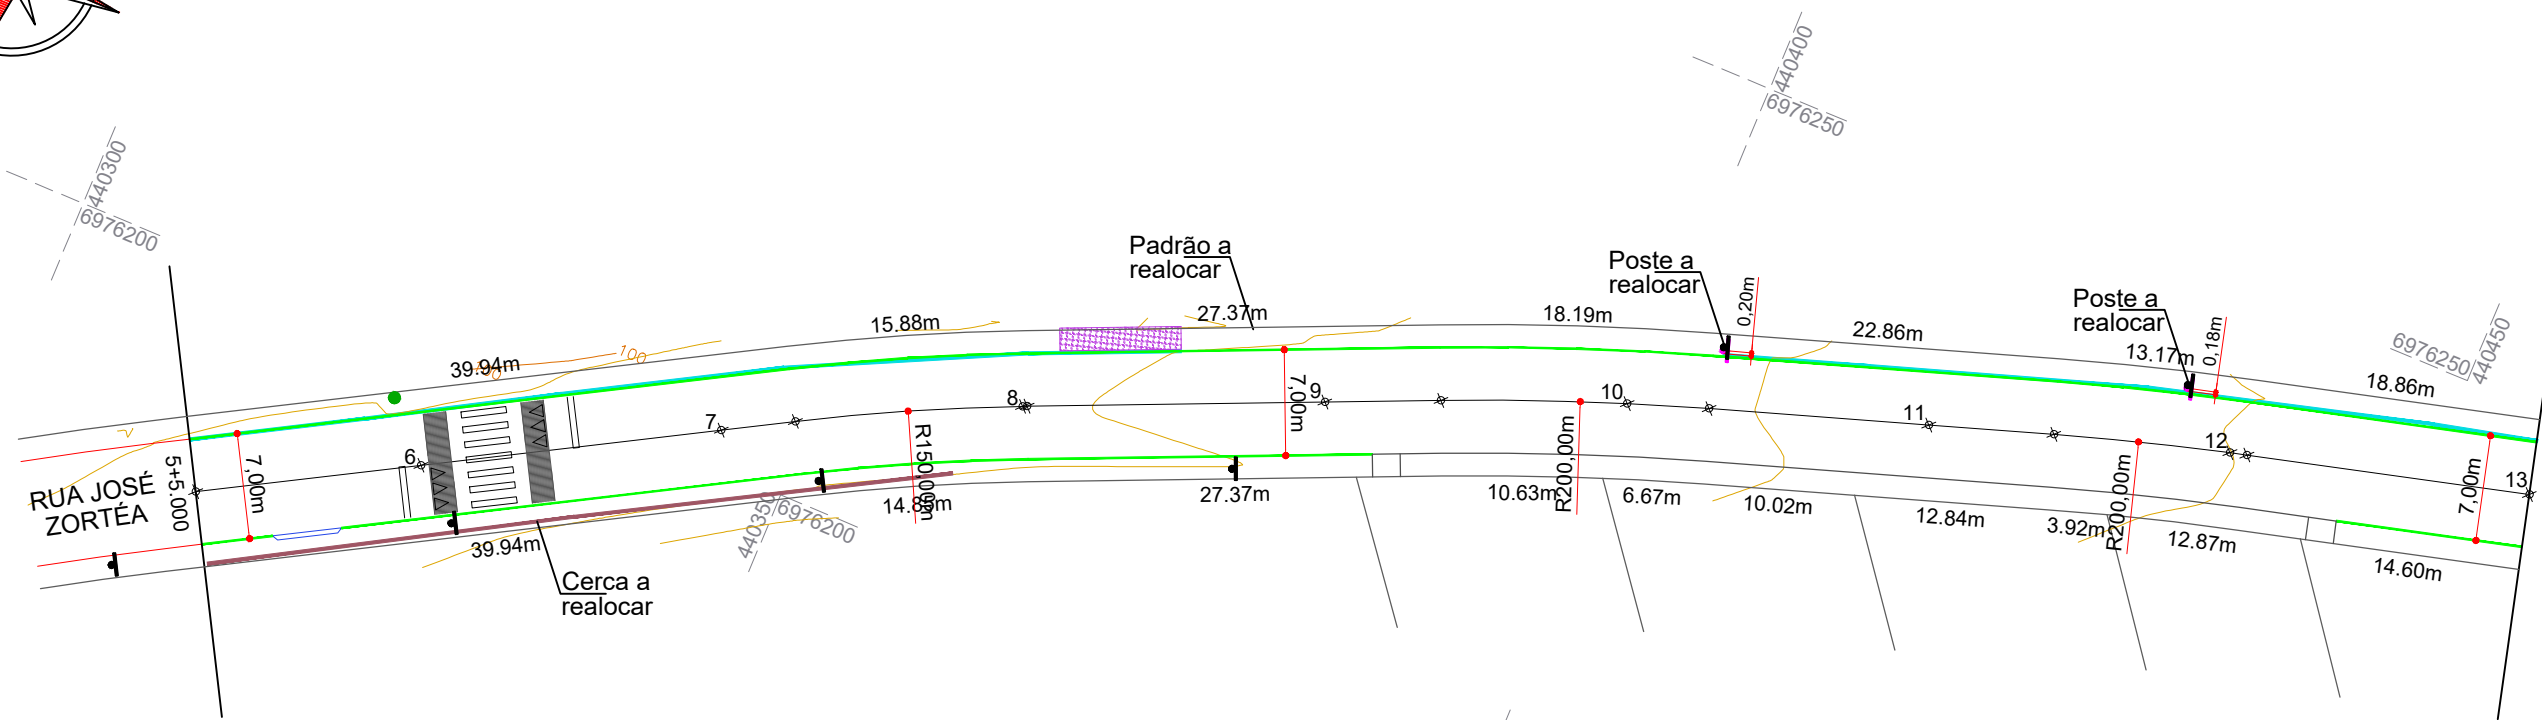 440400
6976250
440300
6976200
Padrão a
realocar
Poste a
realocar
Poste a
realocar
0,20m
0,18m
27.37m
18.19m
15.88m
22.86m
13.17m
18.86m
6976250
440450
39.94m
100
6
7
8
9
10
11
12
13
RUA JOSÉ
ZORTÉA
5+5.000
7,00m
R150,00m
7,00m
R200,00m
R200,00m
7,00m
14.85m
27.37m
10.63m
6.67m
10.02m
12.84m
3.92m
12.87m
14.60m
440350
6976200
39.94m
Cerca a
realocar